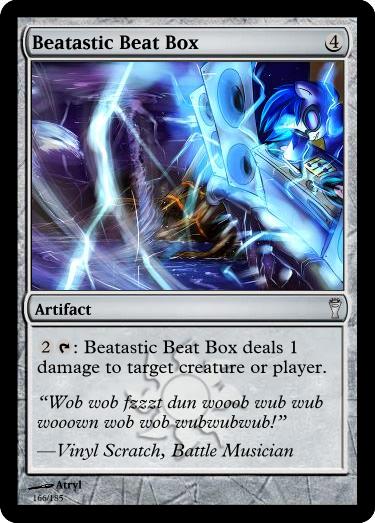 Beatastic Beat Box 4
Artifact
2 T: Beatastic Beat Box deals 1
damage to target creature or player.
“Wob wob fzzzt dun wooob wub wub
wooown wob wob wubwubwub!”
—Vinyl Scratch, Battle Musician
Atryl
166/185